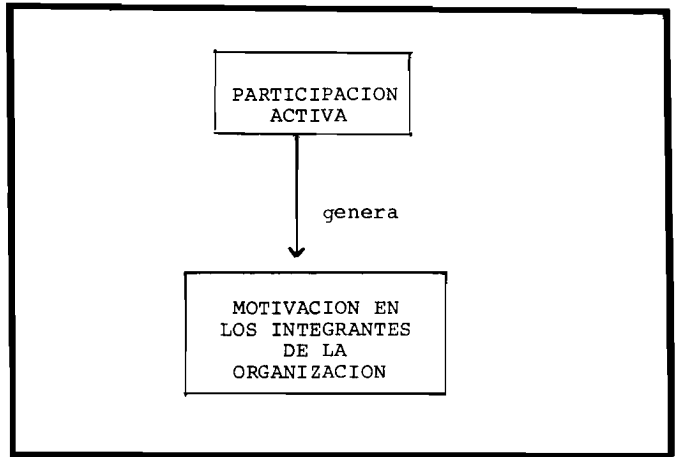 PARTICIPACION
ACTIVA
genera
MOTIVACION EN
LOS INTEGRANTES
DE LA
ORGANIZACION